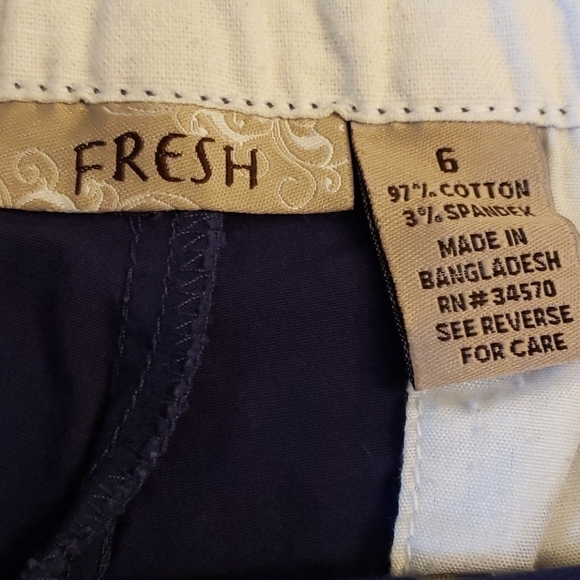 FRESH
6
97% COTTON
3% SPANDEX
MADE IN
BANGLADESH
RN#34570
SEE REVERSE
FOR CARE